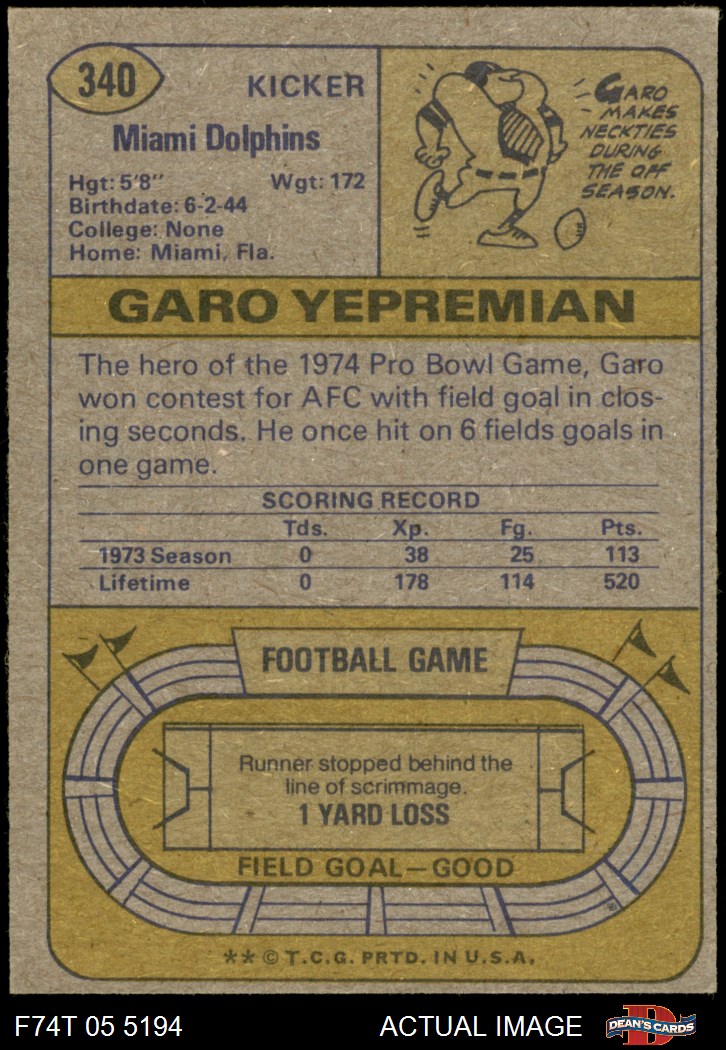 340
KICKER
Miami Dolphins
Hgt: 5'8" Wgt: 172
Birthdate: 6-2-44
College: None
Home: Miami, Fla.
GARO
MAKES
NECKTIES
DURING
THE OFF
SEASON.
GARO YEPREMIAN
The hero of the 1974 Pro Bowl Game, Garo
won contest for AFC with field goal in clos-
ing seconds. He once hit on 6 fields goals in
one game.
SCORING RECORD
Tds. Xp. Fg. Pts.
1973 Season 0 38 25 113
Lifetime 0 178 114 520
FOOTBALL GAME
Runner stopped behind the
line of scrimmage.
1 YARD LOSS
FIELD GOAL—GOOD
** © T.C.G. PRTD. IN U.S.A.
F74T 05 5194 ACTUAL IMAGE
D
DEAN'S CARDS